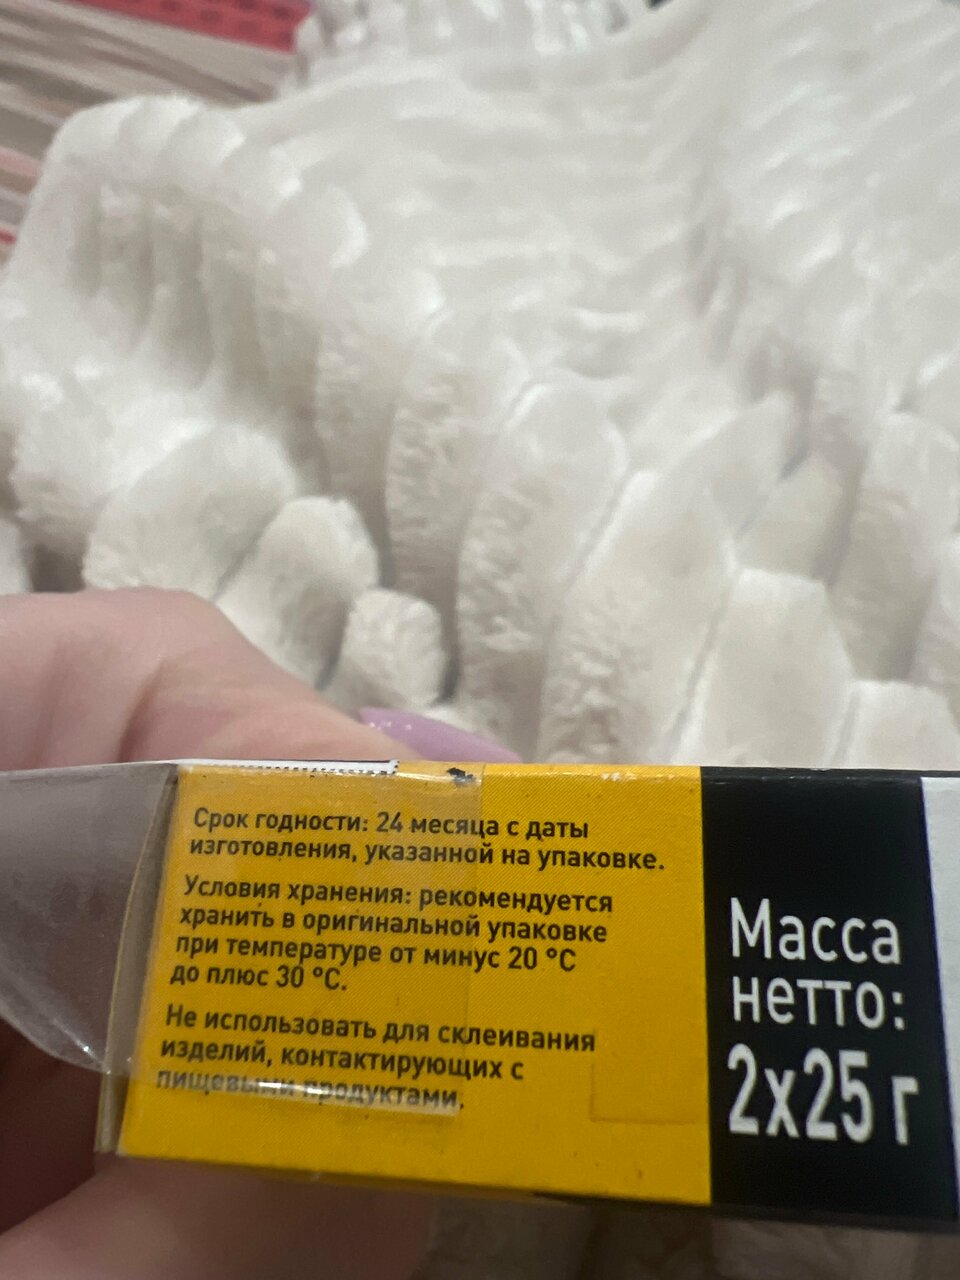 Срок годности: 24 месяца с даты
изготовления, указанной на упаковке.
Условия хранения: рекомендуется
хранить в оригинальной упаковке
при температуре от минус 20 °C
до плюс 30 °C.
Не использовать для склеивания
изделий, контактирующих с
пищевыми продуктами.
Масса
нетто:
2x25 г